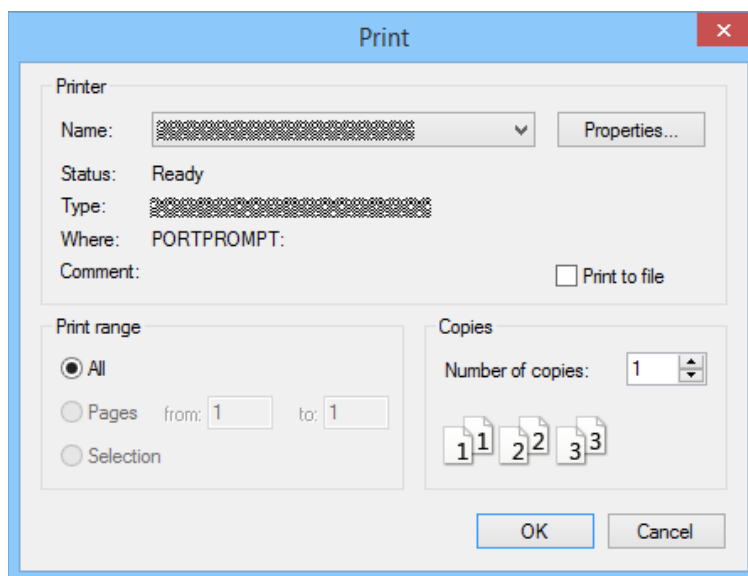 Print
Printer
Name:
Properties...
Status: Ready
Type:
Where: PORTPROMPT:
Comment:
Print to file
Print range
All
Pages from: 1 to: 1
Selection
Copies
Number of copies: 1
1 1 2 2 3 3
OK Cancel